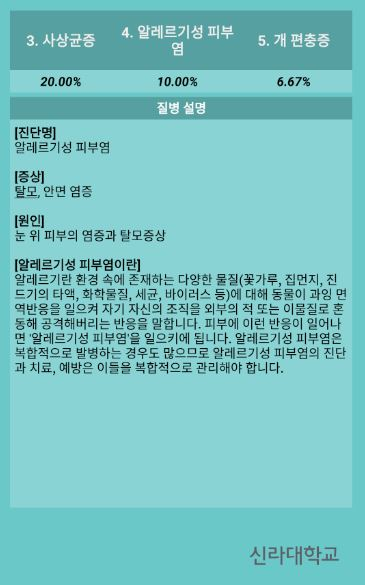 3. 사상균증
4. 알레르기성 피부염
5. 개 편충증
20.00%
10.00%
6.67%
질병 설명
[진단명]
알레르기성 피부염
[증상]
탈모, 안면 염증
[원인]
눈 위 피부의 염증과 탈모증상
[알레르기성 피부염이란]
알레르기란 환경 속에 존재하는 다양한 물질(꽃가루, 집먼지, 진
드기의 타액, 화학물질, 세균, 바이러스 등)에 대해 동물이 과잉 면
역반응을 일으켜 자기 자신의 조직을 외부의 적 또는 이물질로 혼
동해 공격해버리는 반응을 말합니다. 피부에 이런 반응이 일어나
면 '알레르기성 피부염'을 일으키에 됩니다. 알레르기성 피부염은
복합적으로 발병하는 경우도 많으므로 알레르기성 피부염의 진단
과 치료, 예방은 이들을 복합적으로 관리해야 합니다.
신라대학교